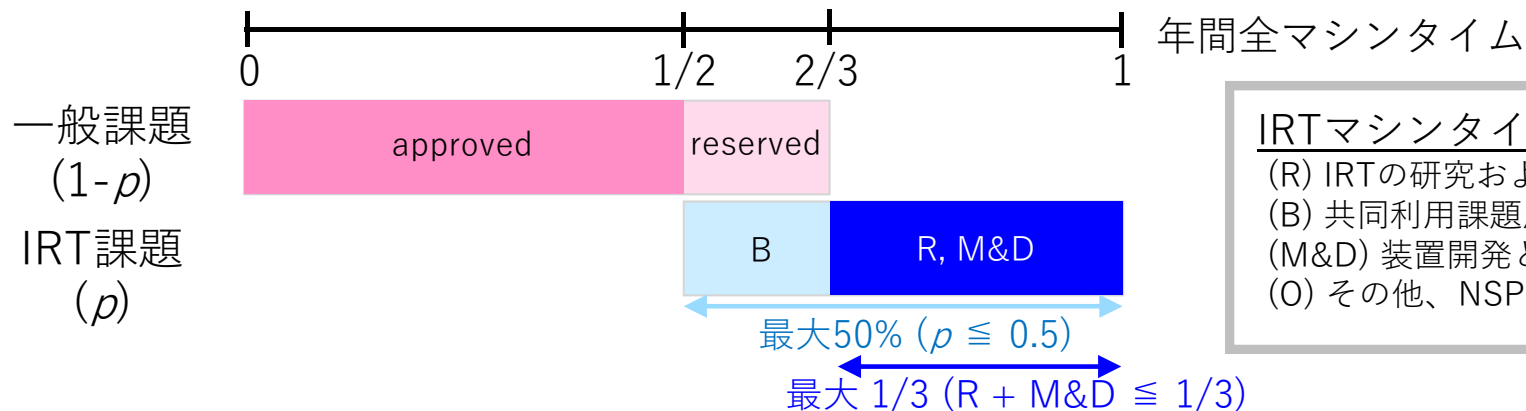 年間全マシンタイム
0 1/2 2/3 1
一般課題
(1-p)
approved
reserved
IRT課題
(p)
B
R, M&D
最大50% (p ≦ 0.5)
最大 1/3 (R + M&D ≦ 1/3)
IRTマシンタイ
(R) IRTの研究およ
(B) 共同利用課題
(M&D) 装置開発と
(O) その他、NSP